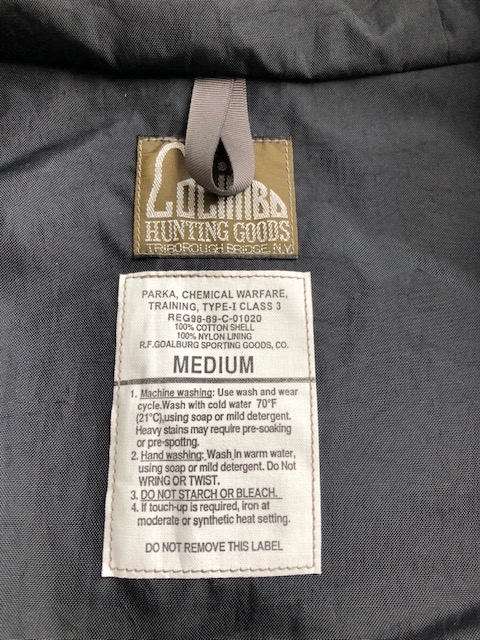 COLIMBO
HUNTING GOODS
TRIBOROUGH BRIDGE, N.Y.
PARKA, CHEMICAL WARFARE,
TRAINING, TYPE-I CLASS 3
REG98-89-C-01020
100% COTTON SHELL
100% NYLON LINING
R.F.GOALBURG SPORTING GOODS, CO.
MEDIUM
1. Machine washing: Use wash and wear
cycle.Wash with cold water 70°F
(21°C),using soap or mild detergent.
Heavy stains may require pre-soaking
or pre-spottng.
2. Hand washing: Wash in warm water,
using soap or mild detergent. Do Not
WRING OR TWIST.
3. DO NOT STARCH OR BLEACH.
4. If touch-up is required, iron at
moderate or synthetic heat setting.
DO NOT REMOVE THIS LABEL